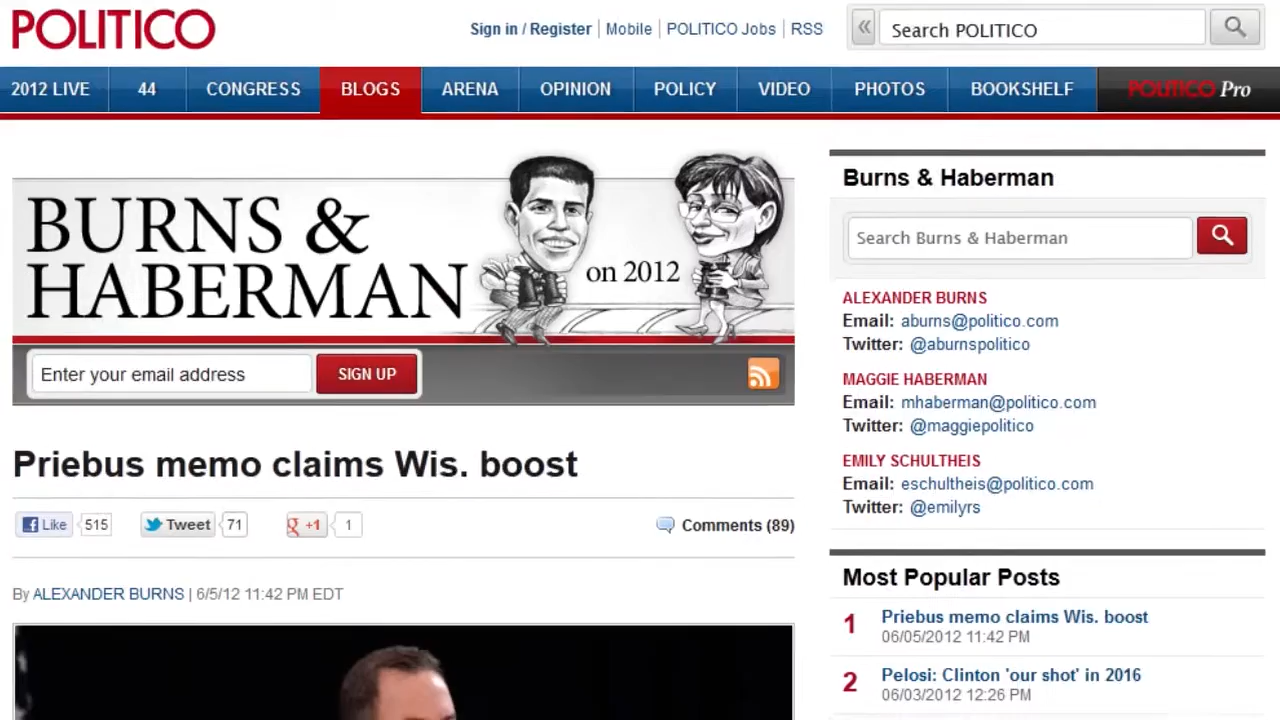 POLITICO
Sign in / Register | Mobile | POLITICO Jobs | RSS
Search POLITICO
2012 LIVE 44 CONGRESS BLOGS ARENA OPINION POLICY VIDEO PHOTOS BOOKSHELF POLITICO Pro
BURNS &
HABERMAN
on 2012
Enter your email address SIGN UP
Priebus memo claims Wis. boost
Like 515 Tweet 71 +1 1 Comments (89)
By ALEXANDER BURNS | 6/5/12 11:42 PM EDT
Burns & Haberman
Search Burns & Haberman
ALEXANDER BURNS
Email: aburns@politico.com
Twitter: @aburnspolitico
MAGGIE HABERMAN
Email: mhaberman@politico.com
Twitter: @maggiepolitico
EMILY SCHULTHEIS
Email: eschultheis@politico.com
Twitter: @emilyrs
Most Popular Posts
1 Priebus memo claims Wis. boost
06/05/2012 11:42 PM
2 Pelosi: Clinton 'our shot' in 2016
06/03/2012 12:26 PM